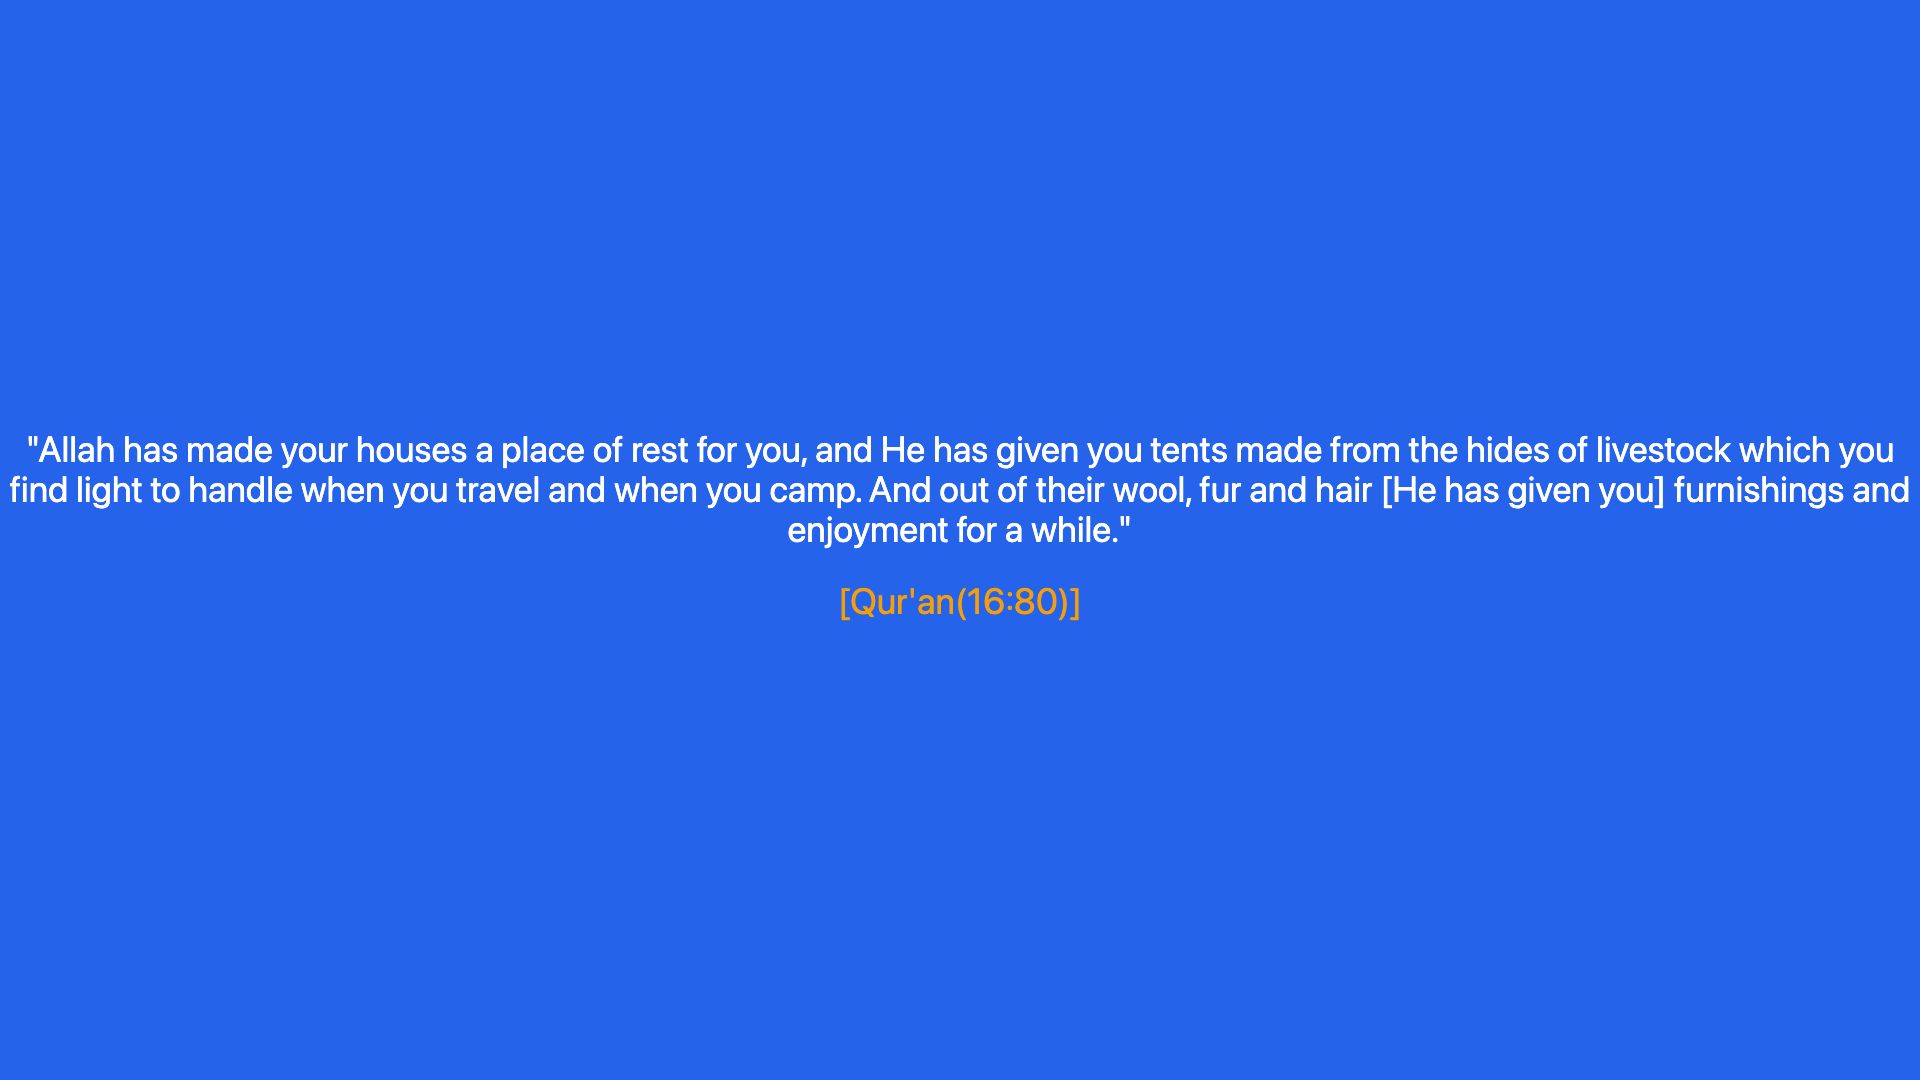 "Allah has made your houses a place of rest for you, and He has given you tents made from the hides of livestock which you
find light to handle when you travel and when you camp. And out of their wool, fur and hair [He has given you] furnishings and
enjoyment for a while."
[Qur'an(16:80)]